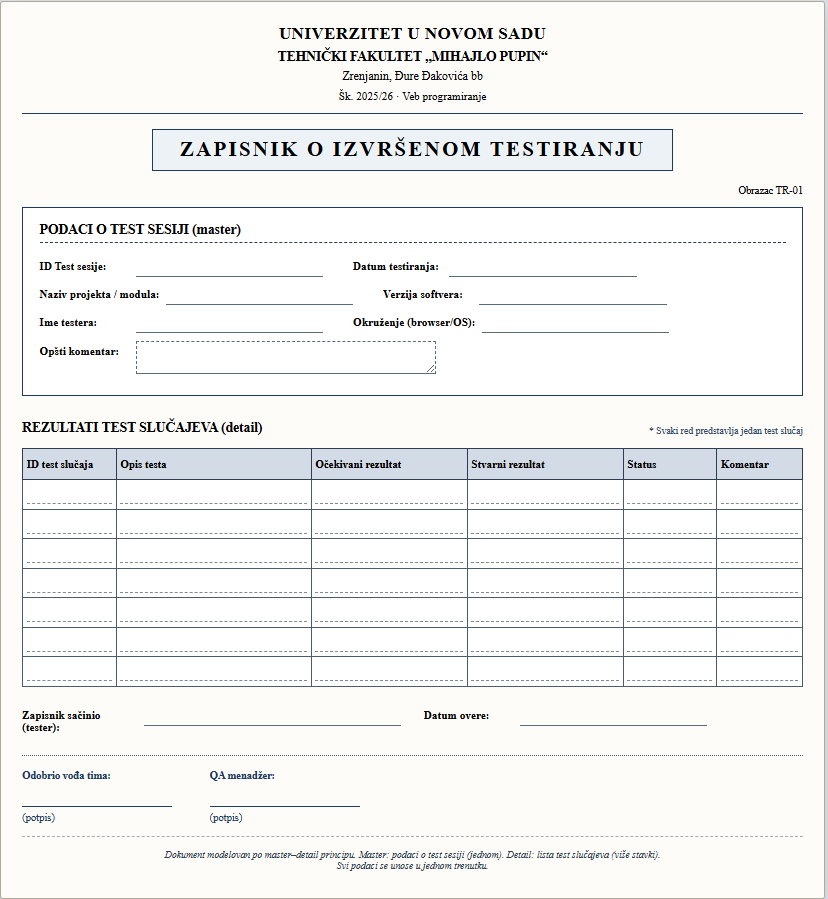 UNIVERZITET U NOVOM SADU
TEHNIČKI FAKULTET „MIHAJLO PUPIN“
Zrenjanin, Đure Đakovića bb
Šk. 2025/26 · Veb programiranje
ZAPISNIK O IZVRŠENOM TESTIRANJU
Obrazac TR-01
PODACI O TEST SESIJI (master)
ID Test sesije: Datum testiranja:
Naziv projekta / modula: Verzija softvera:
Ime testera: Okruženje (browser/OS):
Opšti komentar:
REZULTATI TEST SLUČAJEVA (detail) * Svaki red predstavlja jedan test slučaj
ID test slučaja Opis testa Očekivani rezultat Stvarni rezultat Status Komentar
Zapisnik sačinio Datum overe:
(tester):
Odobrio vođa tima: QA menadžer:
(potpis) (potpis)
Dokument modelovan po master–detail principu. Master: podaci o test sesiji (jednom). Detail: lista test slučajeva (više stavki).
Svi podaci se unose u jednom trenutku.